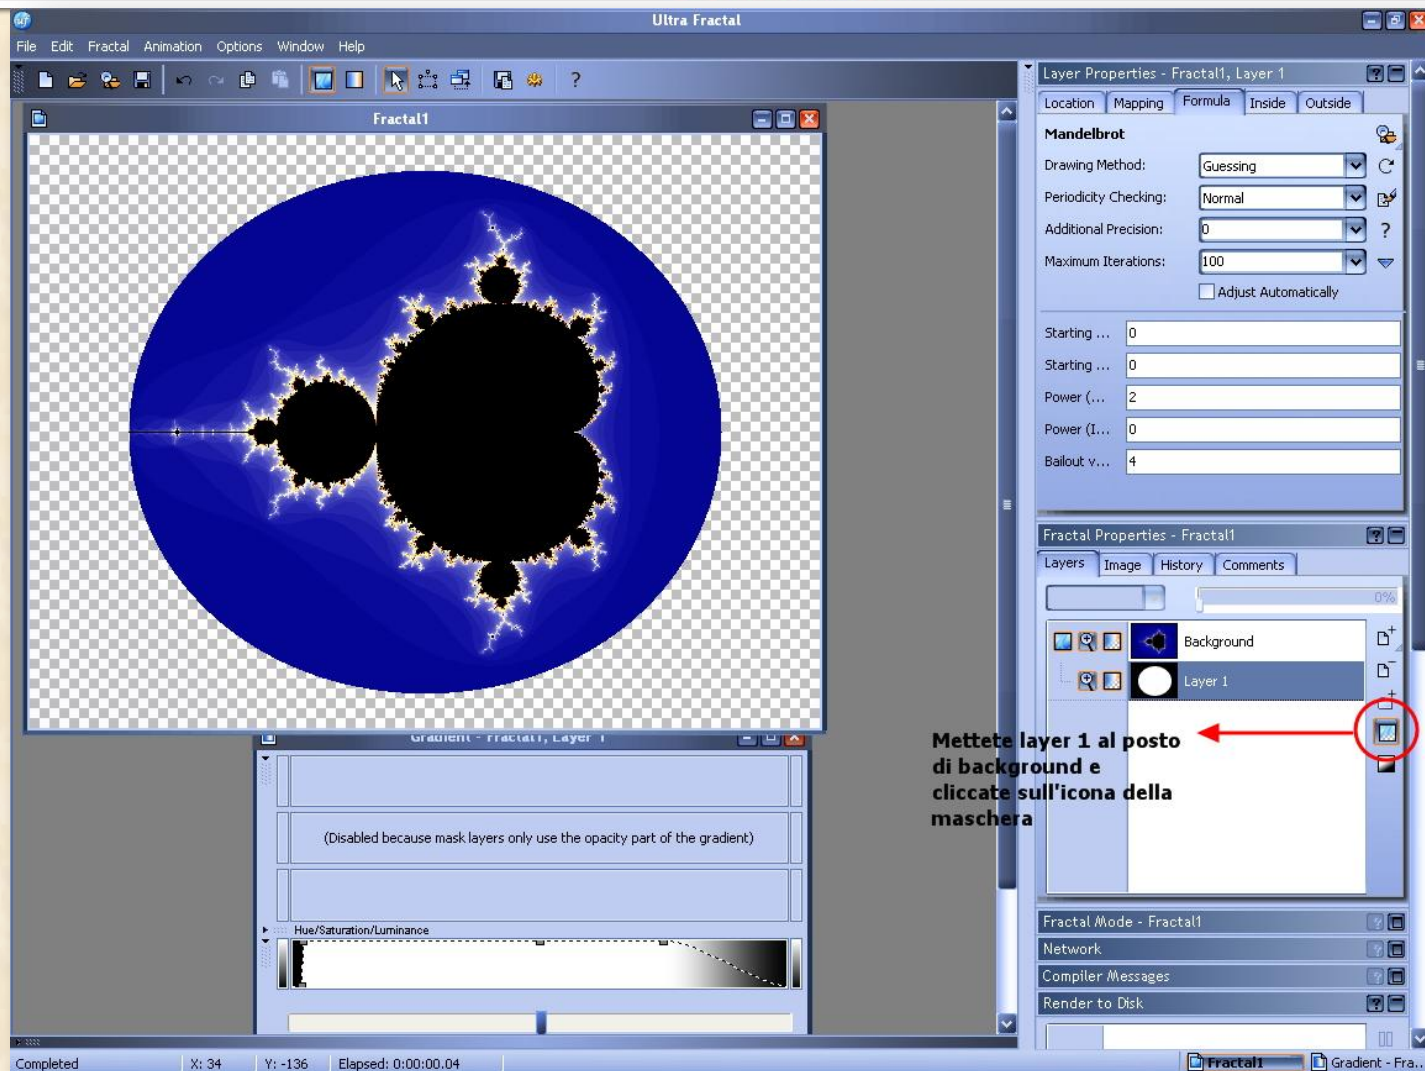 Ultra Fractal
File Edit Fractal Animation Options Window Help
Fractal1
Layer Properties - Fractal1, Layer 1
Location Mapping Formula Inside Outside
Mandelbrot
Drawing Method: Guessing
Periodicity Checking: Normal
Additional Precision: 0
Maximum Iterations: 100
Adjust Automatically
Starting ... 0
Starting ... 0
Power (... 2
Power (I... 0
Bailout v... 4
Fractal Properties - Fractal1
Layers Image History Comments
0%
Background
Layer 1
Mettete layer 1 al posto
di background e
cliccate sull'icona della
maschera
Gradient - Fractal1, Layer 1
(Disabled because mask layers only use the opacity part of the gradient)
Hue/Saturation/Luminance
Fractal Mode - Fractal1
Network
Compiler Messages
Render to Disk
Completed X: 34 Y: -136 Elapsed: 0:00:00.04
Fractal1 Gradient - Fra...